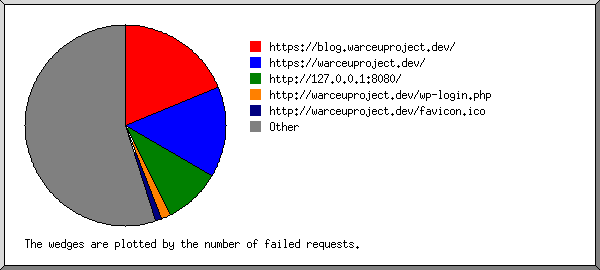 https://blog.warceuproject.dev/
https://warceuproject.dev/
http://127.0.0.1:8080/
http://warceuproject.dev/wp-login.php
http://warceuproject.dev/favicon.ico
Other
The wedges are plotted by the number of failed requests.